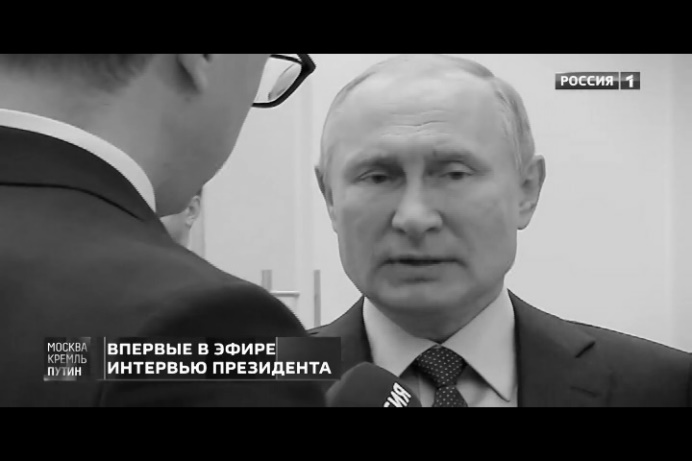 РОССИЯ 1
МОСКВА
КРЕМЛЬ
ПУТИН
ВПЕРВЫЕ В ЭФИРЕ
ИНТЕРВЬЮ ПРЕЗИДЕНТА